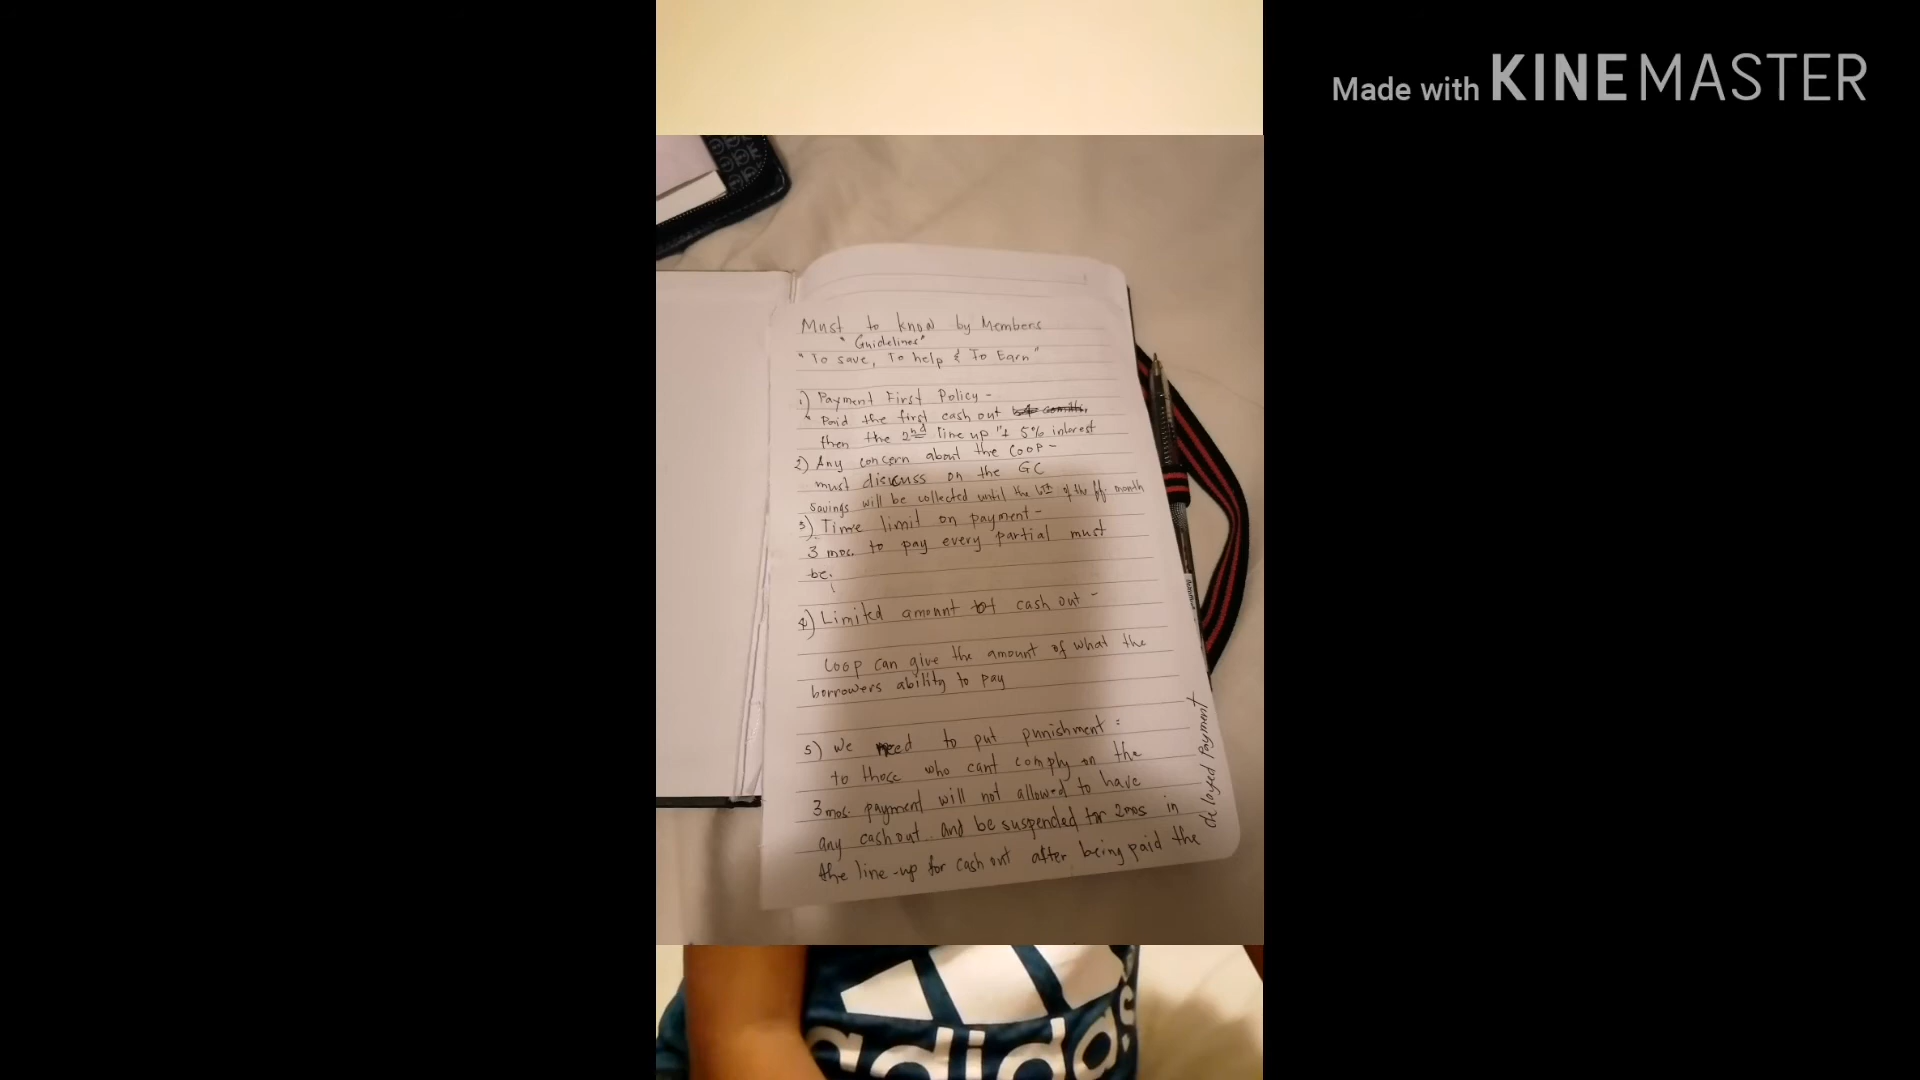 Made with KINEMASTER
Must to know by Members
"Guidelines"
"To save, To help & To Earn"
1) Payment First Policy -
" Paid the first cash out
then the 2nd line up "+ 5% interest
2) Any concern about the COOP -
must discuss on the GC
savings will be collected until the 6th of the ff. month
3) Time limit on payment -
3 mos. to pay every partial must
be.
4) Limited amount of cash out -
Coop can give the amount of what the
borrowers ability to pay
5) We need to put punishment :
to those who cant comply on the
3 mos. payment will not allowed to have
any cash out and be suspended for 2mos in
the line-up for cash out after being paid the
delayed Payment
adidas